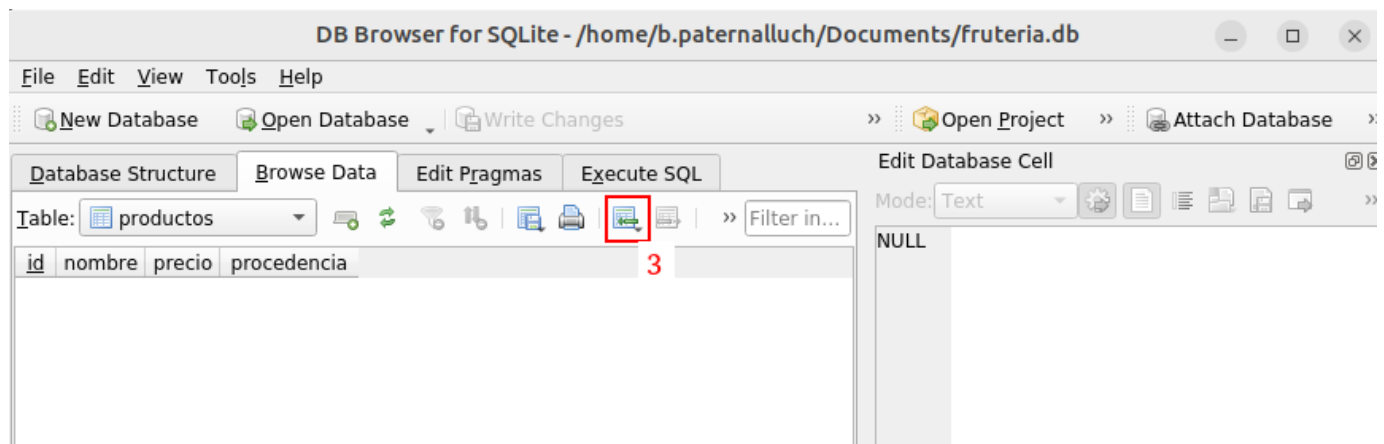 DB Browser for SQLite - /home/b.paternalluch/Documents/fruteria.db
File Edit View Tools Help
New Database Open Database Write Changes » Open Project » Attach Database »
Database Structure Browse Data Edit Pragmas Execute SQL
Edit Database Cell
Table: productos » Filter in...
Mode: Text »
NULL
id nombre precio procedencia
3